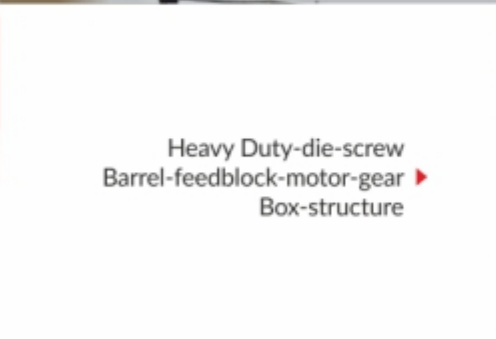 Heavy Duty-die-screw
Barrel-feedblock-motor-gear
Box-structure